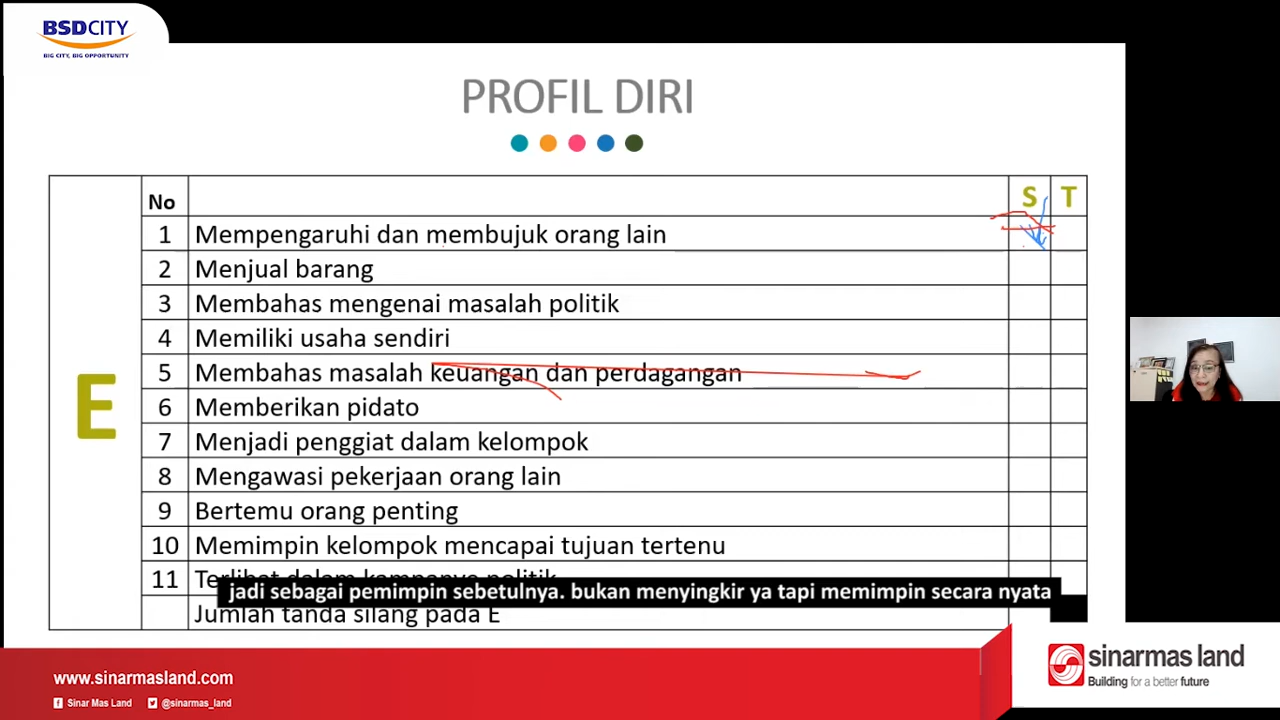 BSDCITY
BIG CITY, BIG OPPORTUNITY
PROFIL DIRI
No S T
1 Mempengaruhi dan membujuk orang lain
2 Menjual barang
3 Membahas mengenai masalah politik
4 Memiliki usaha sendiri
5 Membahas masalah keuangan dan perdagangan
E
6 Memberikan pidato
7 Menjadi penggiat dalam kelompok
8 Mengawasi pekerjaan orang lain
9 Bertemu orang penting
10 Memimpin kelompok mencapai tujuan tertenu
11 Terlibat dalam kampanye politik
jadi sebagai pemimpin sebetulnya. bukan menyingkir ya tapi memimpin secara nyata
Jumlah tanda silang pada E
www.sinarmasland.com
Sinar Mas Land @sinarmas_land
sinarmas land
Building for a better future